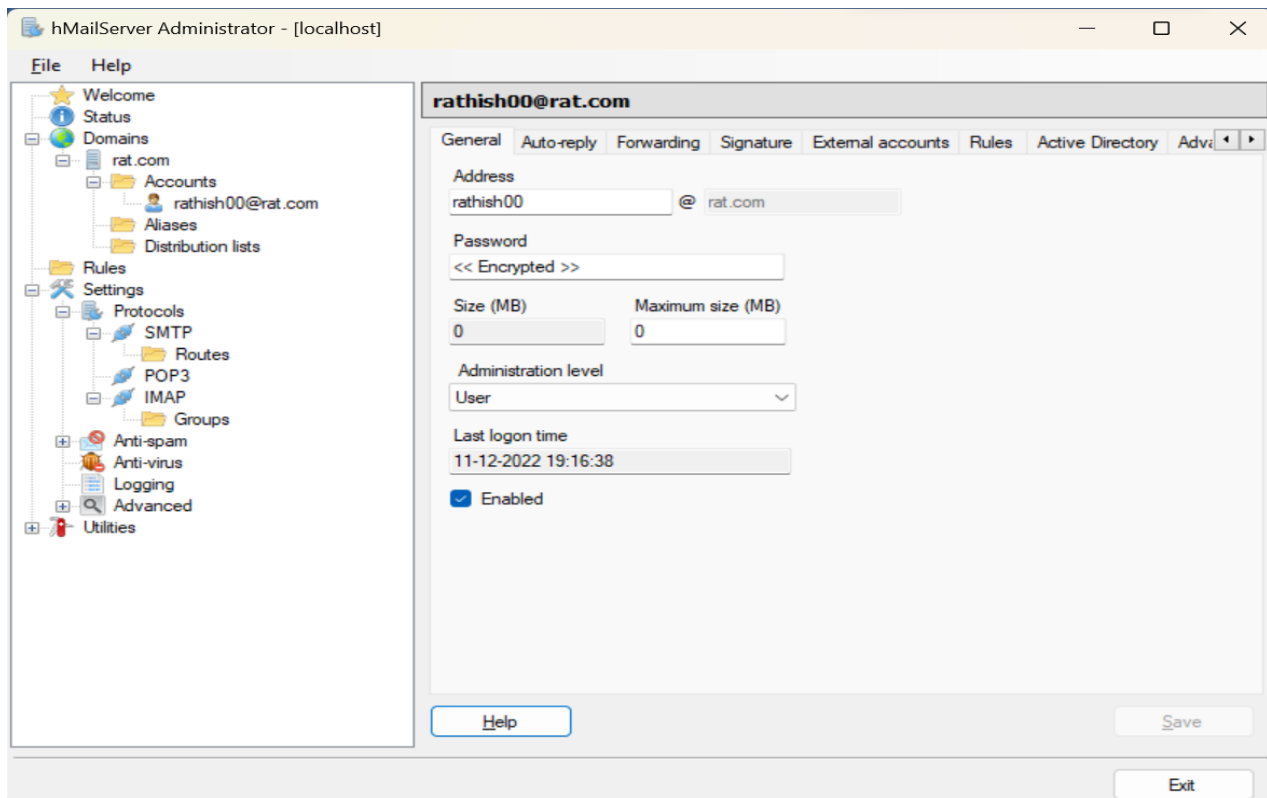 hMailServer Administrator - [localhost]
File Help
Welcome
Status
Domains
rat.com
Accounts
rathish00@rat.com
Aliases
Distribution lists
Rules
Settings
Protocols
SMTP
Routes
POP3
IMAP
Groups
Anti-spam
Anti-virus
Logging
Advanced
Utilities
rathish00@rat.com
General Auto-reply Forwarding Signature External accounts Rules Active Directory
Address
rathish00 @ rat.com
Password
<< Encrypted >>
Size (MB) Maximum size (MB)
0 0
Administration level
User
Last logon time
11-12-2022 19:16:38
Enabled
Help Save
Exit